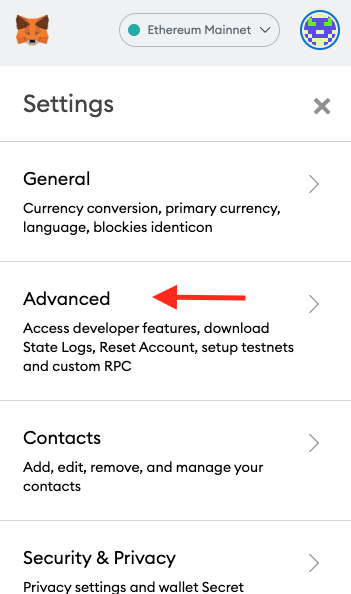 Ethereum Mainnet
Settings
General
Currency conversion, primary currency,
language, blockies identicon
Advanced
Access developer features, download
State Logs, Reset Account, setup testnets
and custom RPC
Contacts
Add, edit, remove, and manage your
contacts
Security & Privacy
Privacy settings and wallet Secret